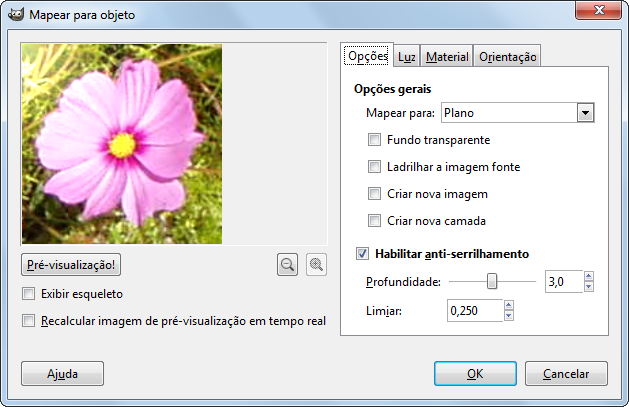 Mapear para objeto
Opções
Luz
Material
Orientação
Opções gerais
Mapear para: Plano
Fundo transparente
Ladrilhar a imagem fonte
Criar nova imagem
Criar nova camada
Habilitar anti-serrilhamento
Profundidade: 3,0
Limiar: 0,250
Pré-visualização!
Exibir esqueleto
Recalcular imagem de pré-visualização em tempo real
Ajuda
OK
Cancelar